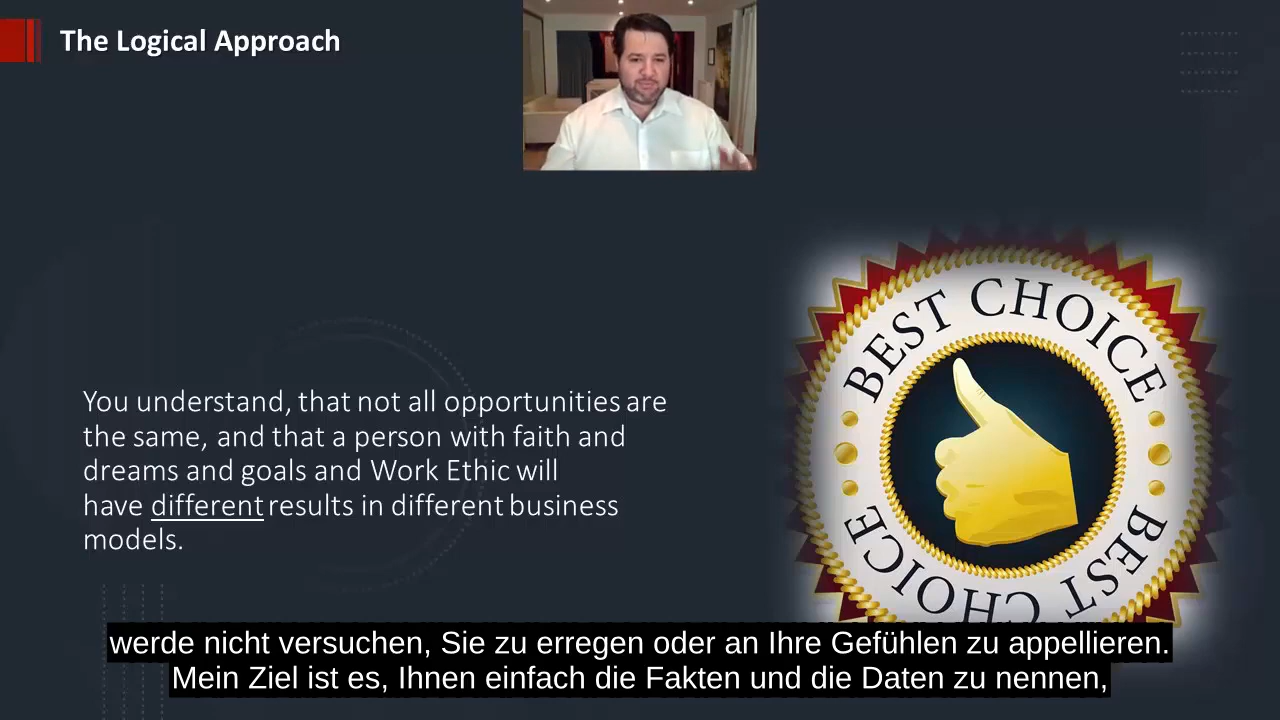 The Logical Approach
You understand, that not all opportunities are
the same, and that a person with faith and
dreams and goals and Work Ethic will
have different results in different business
models.
BEST CHOICE
BEST CHOICE
werde nicht versuchen, Sie zu erregen oder an Ihre Gefühlen zu appellieren.
Mein Ziel ist es, Ihnen einfach die Fakten und die Daten zu nennen,